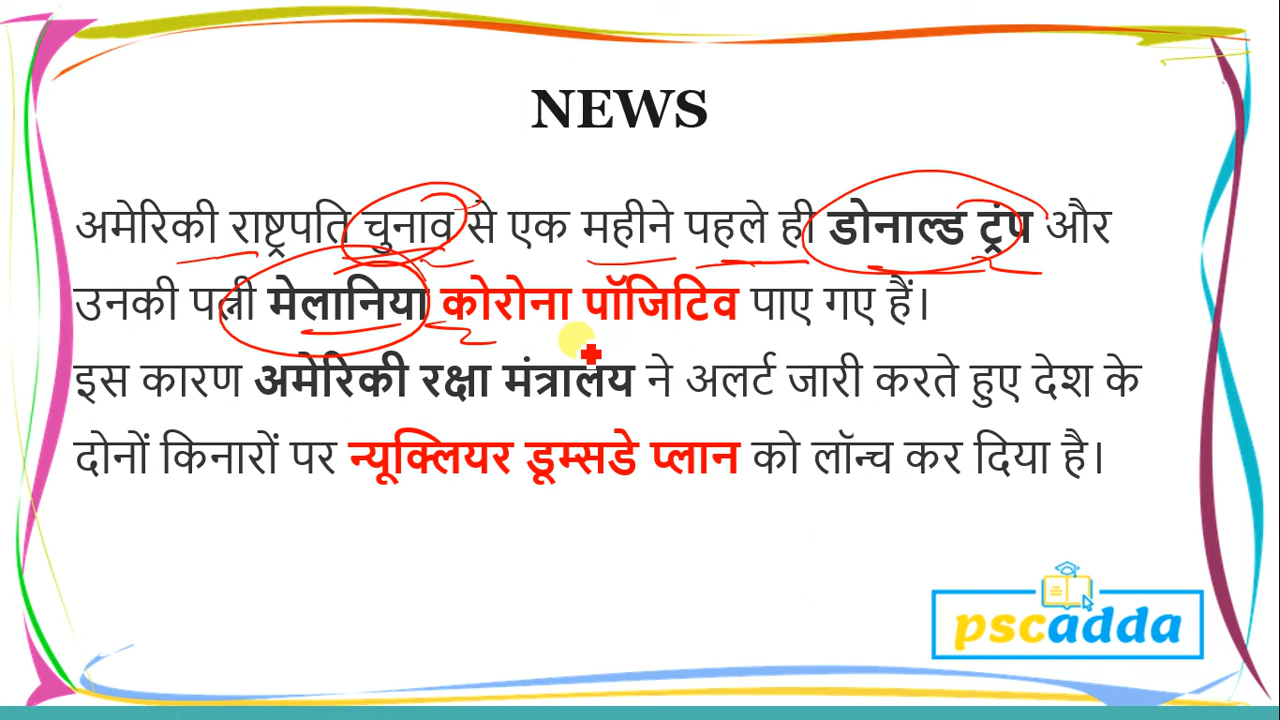 NEWS
अमेरिकी राष्ट्रपति चुनाव से एक महीने पहले ही डोनाल्ड ट्रंप और
उनकी पत्नी मेलानिया कोरोना पॉजिटिव पाए गए हैं।
इस कारण अमेरिकी रक्षा मंत्रालय ने अलर्ट जारी करते हुए देश के
दोनों किनारों पर न्यूक्लियर डूम्सडे प्लान को लॉन्च कर दिया है।
pscadda